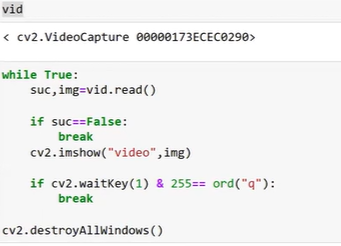 vid
< cv2.VideoCapture 00000173ECEC0290>
while True:
    suc,img=vid.read()
    if suc==False:
        break
    cv2.imshow("video",img)
    if cv2.waitKey(1) & 255== ord("q"):
        break
cv2.destroyAllWindows()